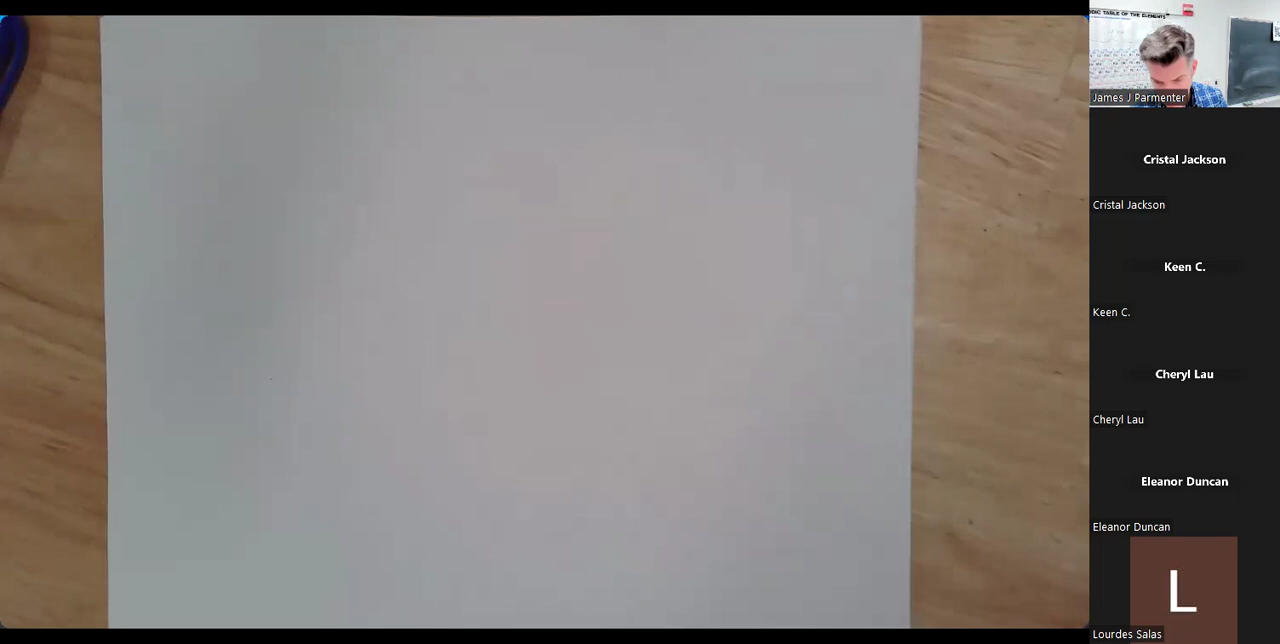 PERIODIC TABLE OF THE ELEMENTS
James J Parmenter
Cristal Jackson
Cristal Jackson
Keen C.
Keen C.
Cheryl Lau
Cheryl Lau
Eleanor Duncan
Eleanor Duncan
L
Lourdes Salas